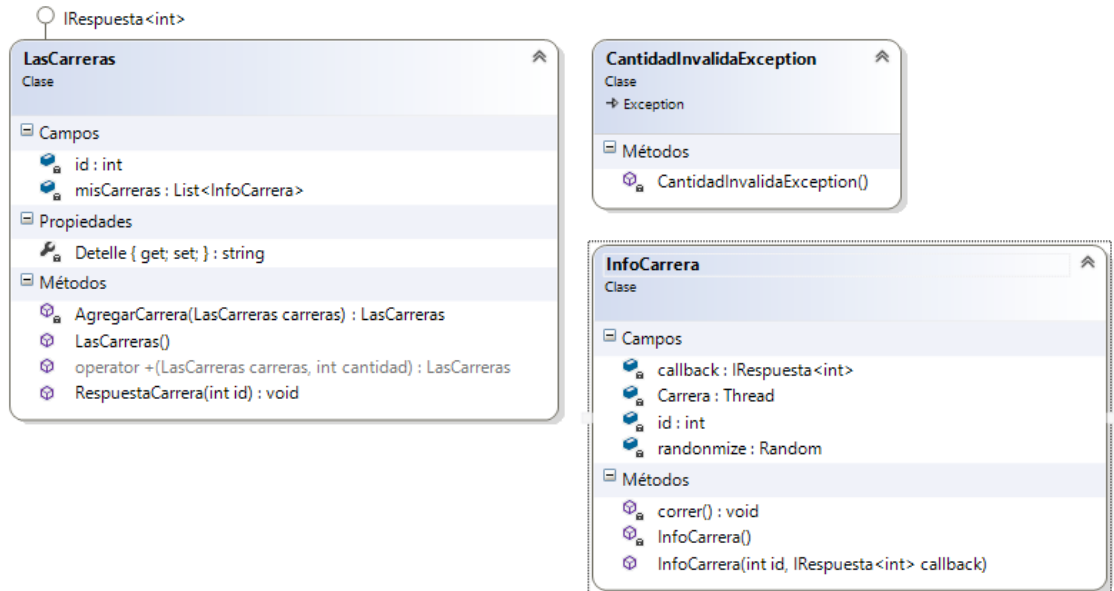 IRespuesta<int>
LasCarreras
Clase
Campos
id : int
misCarreras : List<InfoCarrera>
Propiedades
Detelle { get; set; } : string
Métodos
AgregarCarrera(LasCarreras carreras) : LasCarreras
LasCarreras()
operator +(LasCarreras carreras, int cantidad) : LasCarreras
RespuestaCarrera(int id) : void
CantidadInvalidaException
Clase
Exception
Métodos
CantidadInvalidaException()
InfoCarrera
Clase
Campos
callback : IRespuesta<int>
Carrera : Thread
id : int
randonmize : Random
Métodos
correr() : void
InfoCarrera()
InfoCarrera(int id, IRespuesta<int> callback)